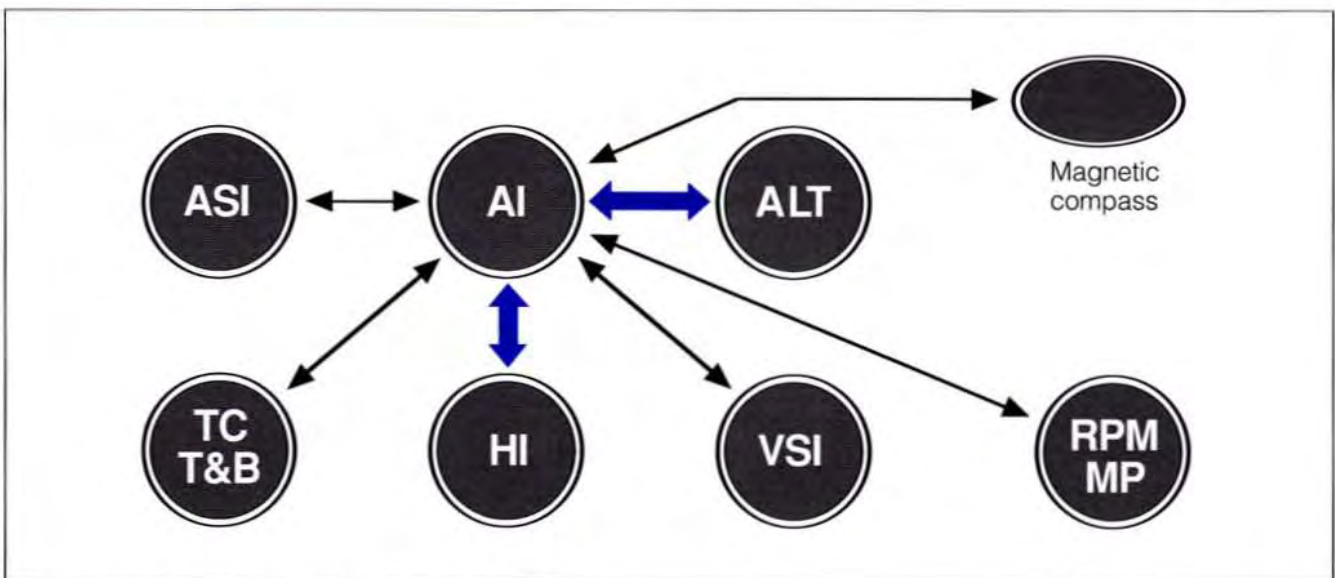 ASI
AI
ALT
Magnetic
compass
TC
T&B
HI
VSI
RPM
MP